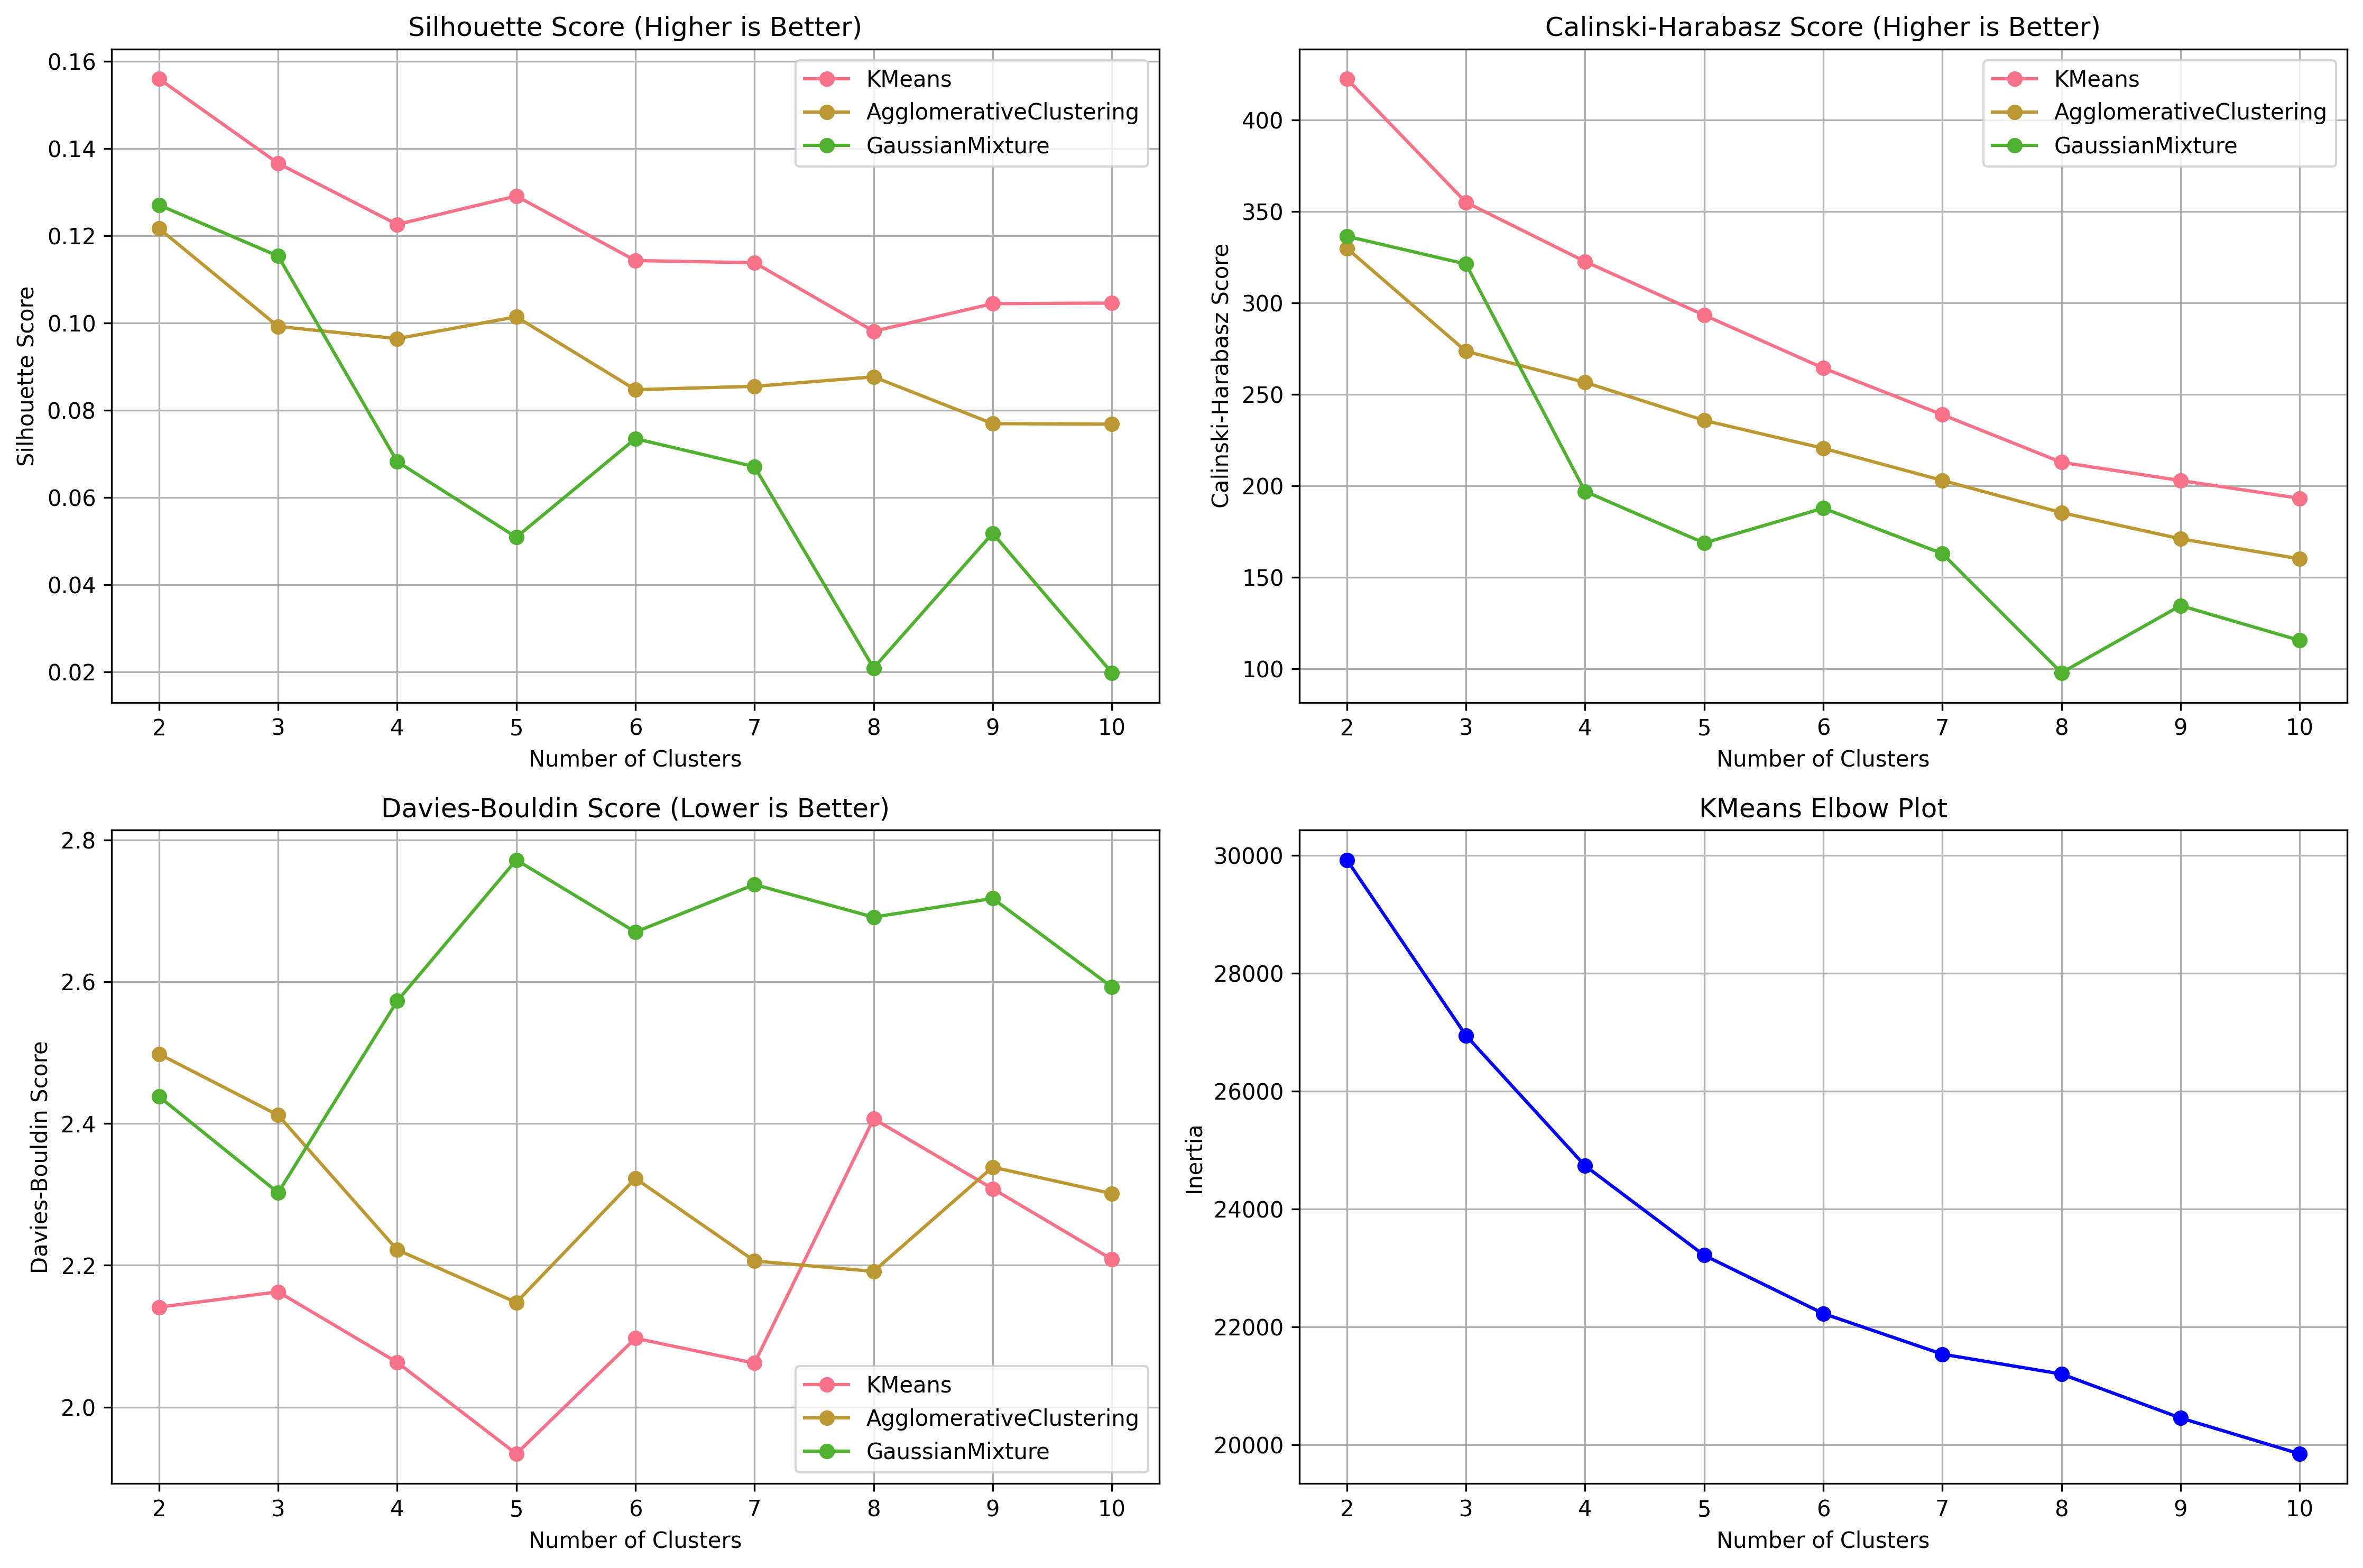 Silhouette Score (Higher is Better)
Silhouette Score
0.16
0.14
0.12
0.10
0.08
0.06
0.04
0.02
KMeans
AgglomerativeClustering
GaussianMixture
2 3 4 5 6 7 8 9 10
Number of Clusters
Calinski-Harabasz Score (Higher is Better)
Calinski-Harabasz Score
400
350
300
250
200
150
100
KMeans
AgglomerativeClustering
GaussianMixture
2 3 4 5 6 7 8 9 10
Number of Clusters
Davies-Bouldin Score (Lower is Better)
Davies-Bouldin Score
2.8
2.6
2.4
2.2
2.0
KMeans
AgglomerativeClustering
GaussianMixture
2 3 4 5 6 7 8 9 10
Number of Clusters
KMeans Elbow Plot
Inertia
30000
28000
26000
24000
22000
20000
2 3 4 5 6 7 8 9 10
Number of Clusters